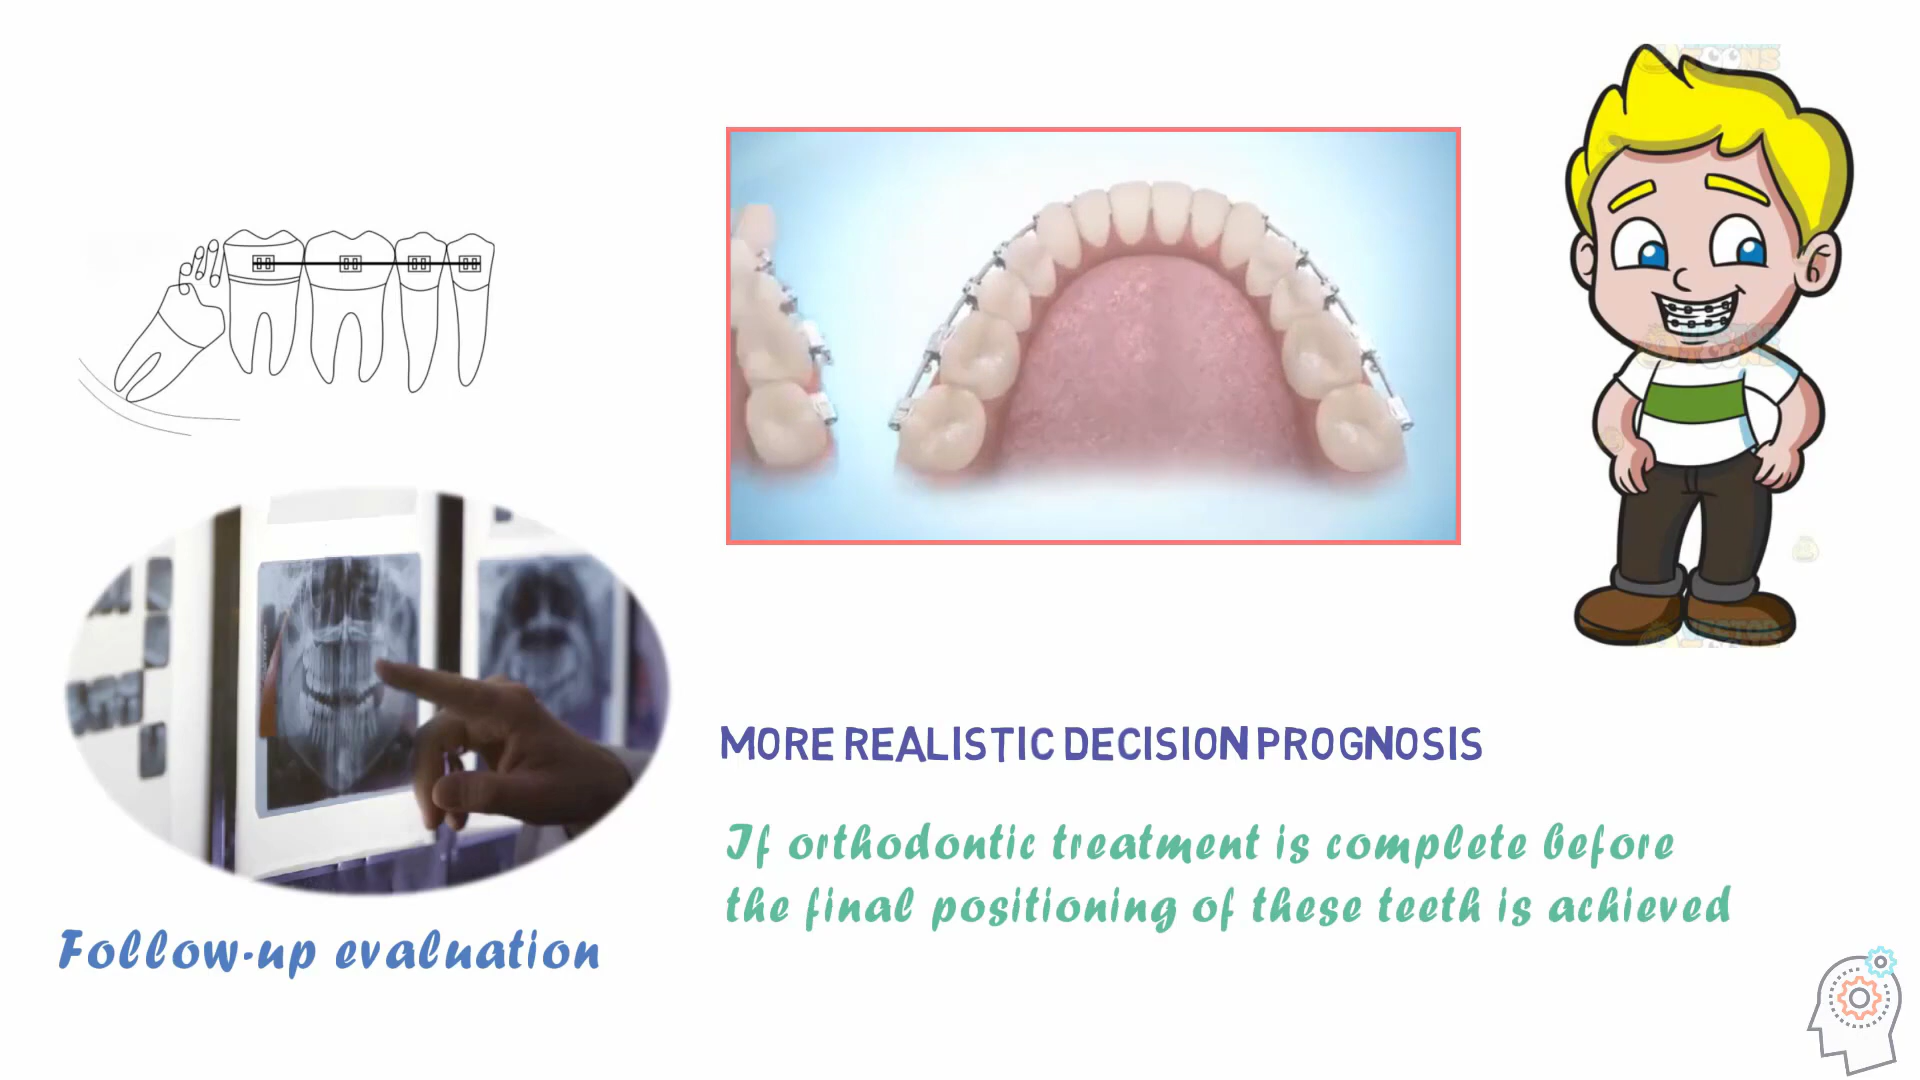 MORE REALISTIC DECISION PROGNOSIS
If orthodontic treatment is complete before
the final positioning of these teeth is achieved
Follow-up evaluation